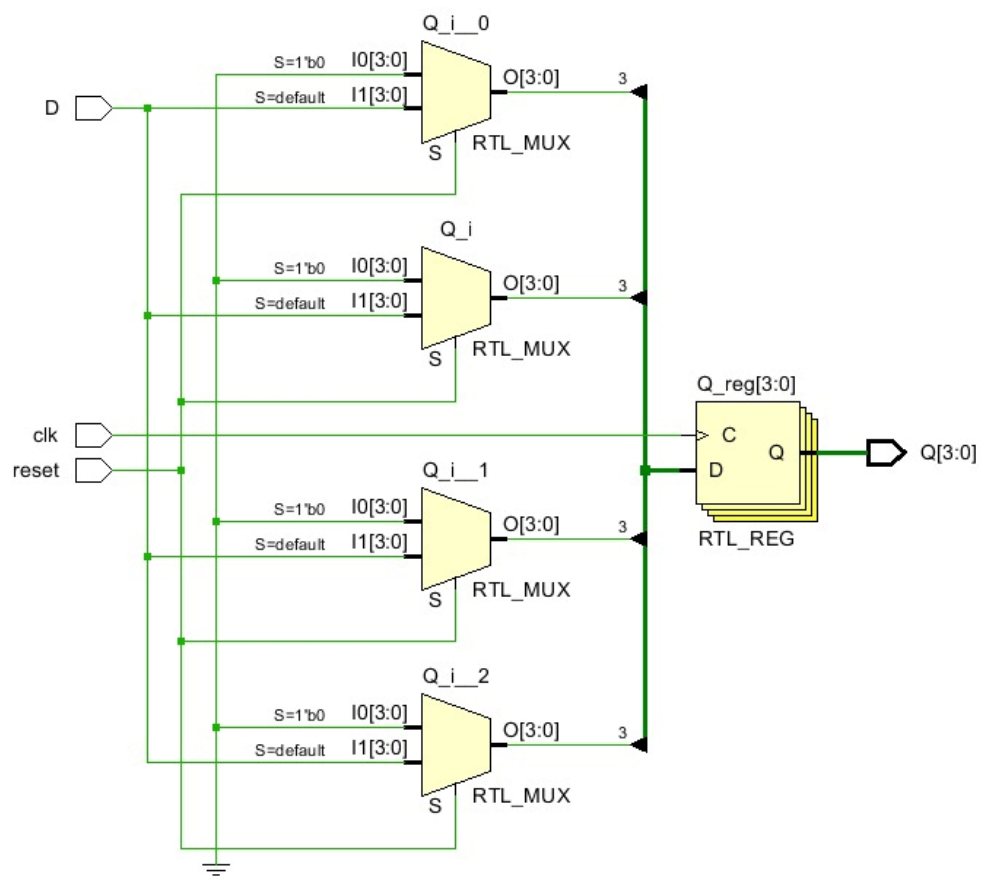 Q_i__0
S=1'b0 I0[3:0]
O[3:0] 3
D
S=default I1[3:0]
S RTL_MUX
Q_i
S=1'b0 I0[3:0]
O[3:0] 3
S=default I1[3:0]
S RTL_MUX
Q_reg[3:0]
clk
C
Q
Q[3:0]
reset
D
Q_i__1
S=1'b0 I0[3:0]
O[3:0] 3
RTL_REG
S=default I1[3:0]
S RTL_MUX
Q_i__2
S=1'b0 I0[3:0]
O[3:0] 3
S=default I1[3:0]
S RTL_MUX